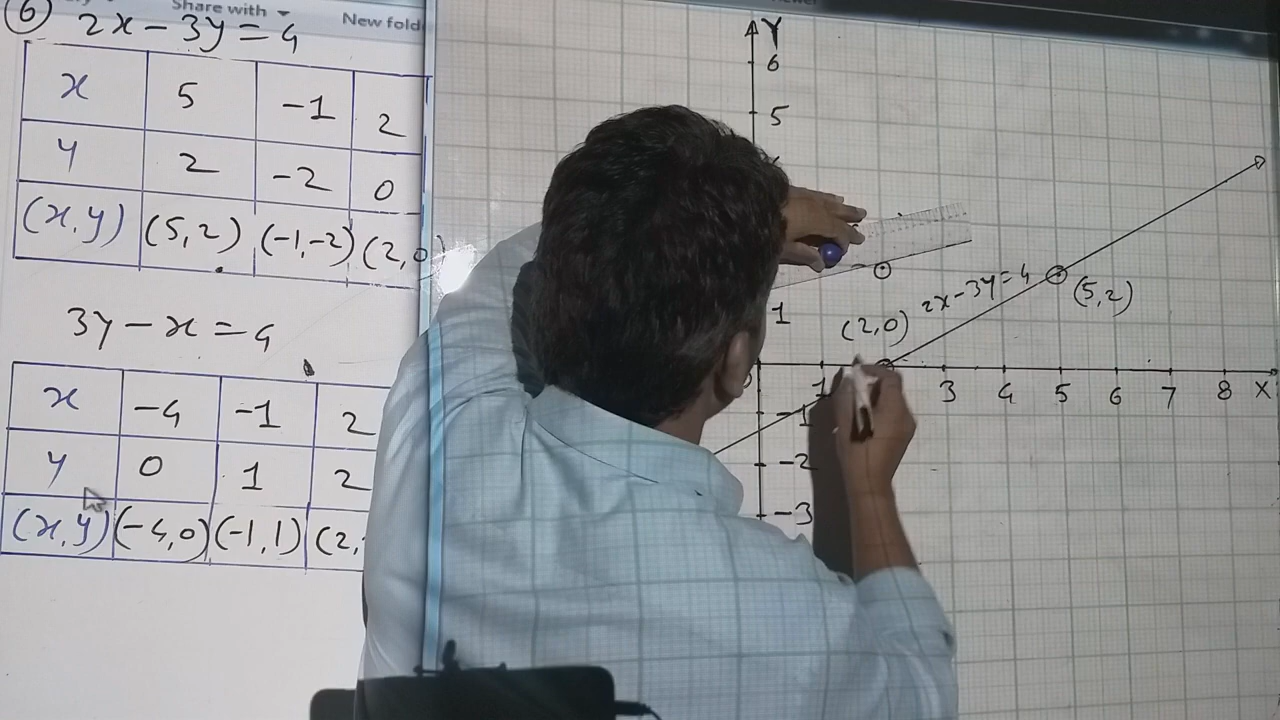 Share with
New fold
6 2x - 3y = 4
x 5 -1 2
y 2 -2 0
(x, y) (5, 2) (-1, -2) (2, 0)
3y - x = 4
x -4 -1 2
y 0 1 2
(x, y) (-4, 0) (-1, 1) (2,
Y
6
5
1
(2, 0)
2x - 3y = 4
(5, 2)
1 3 4 5 6 7 8 X
-1
-2
-3